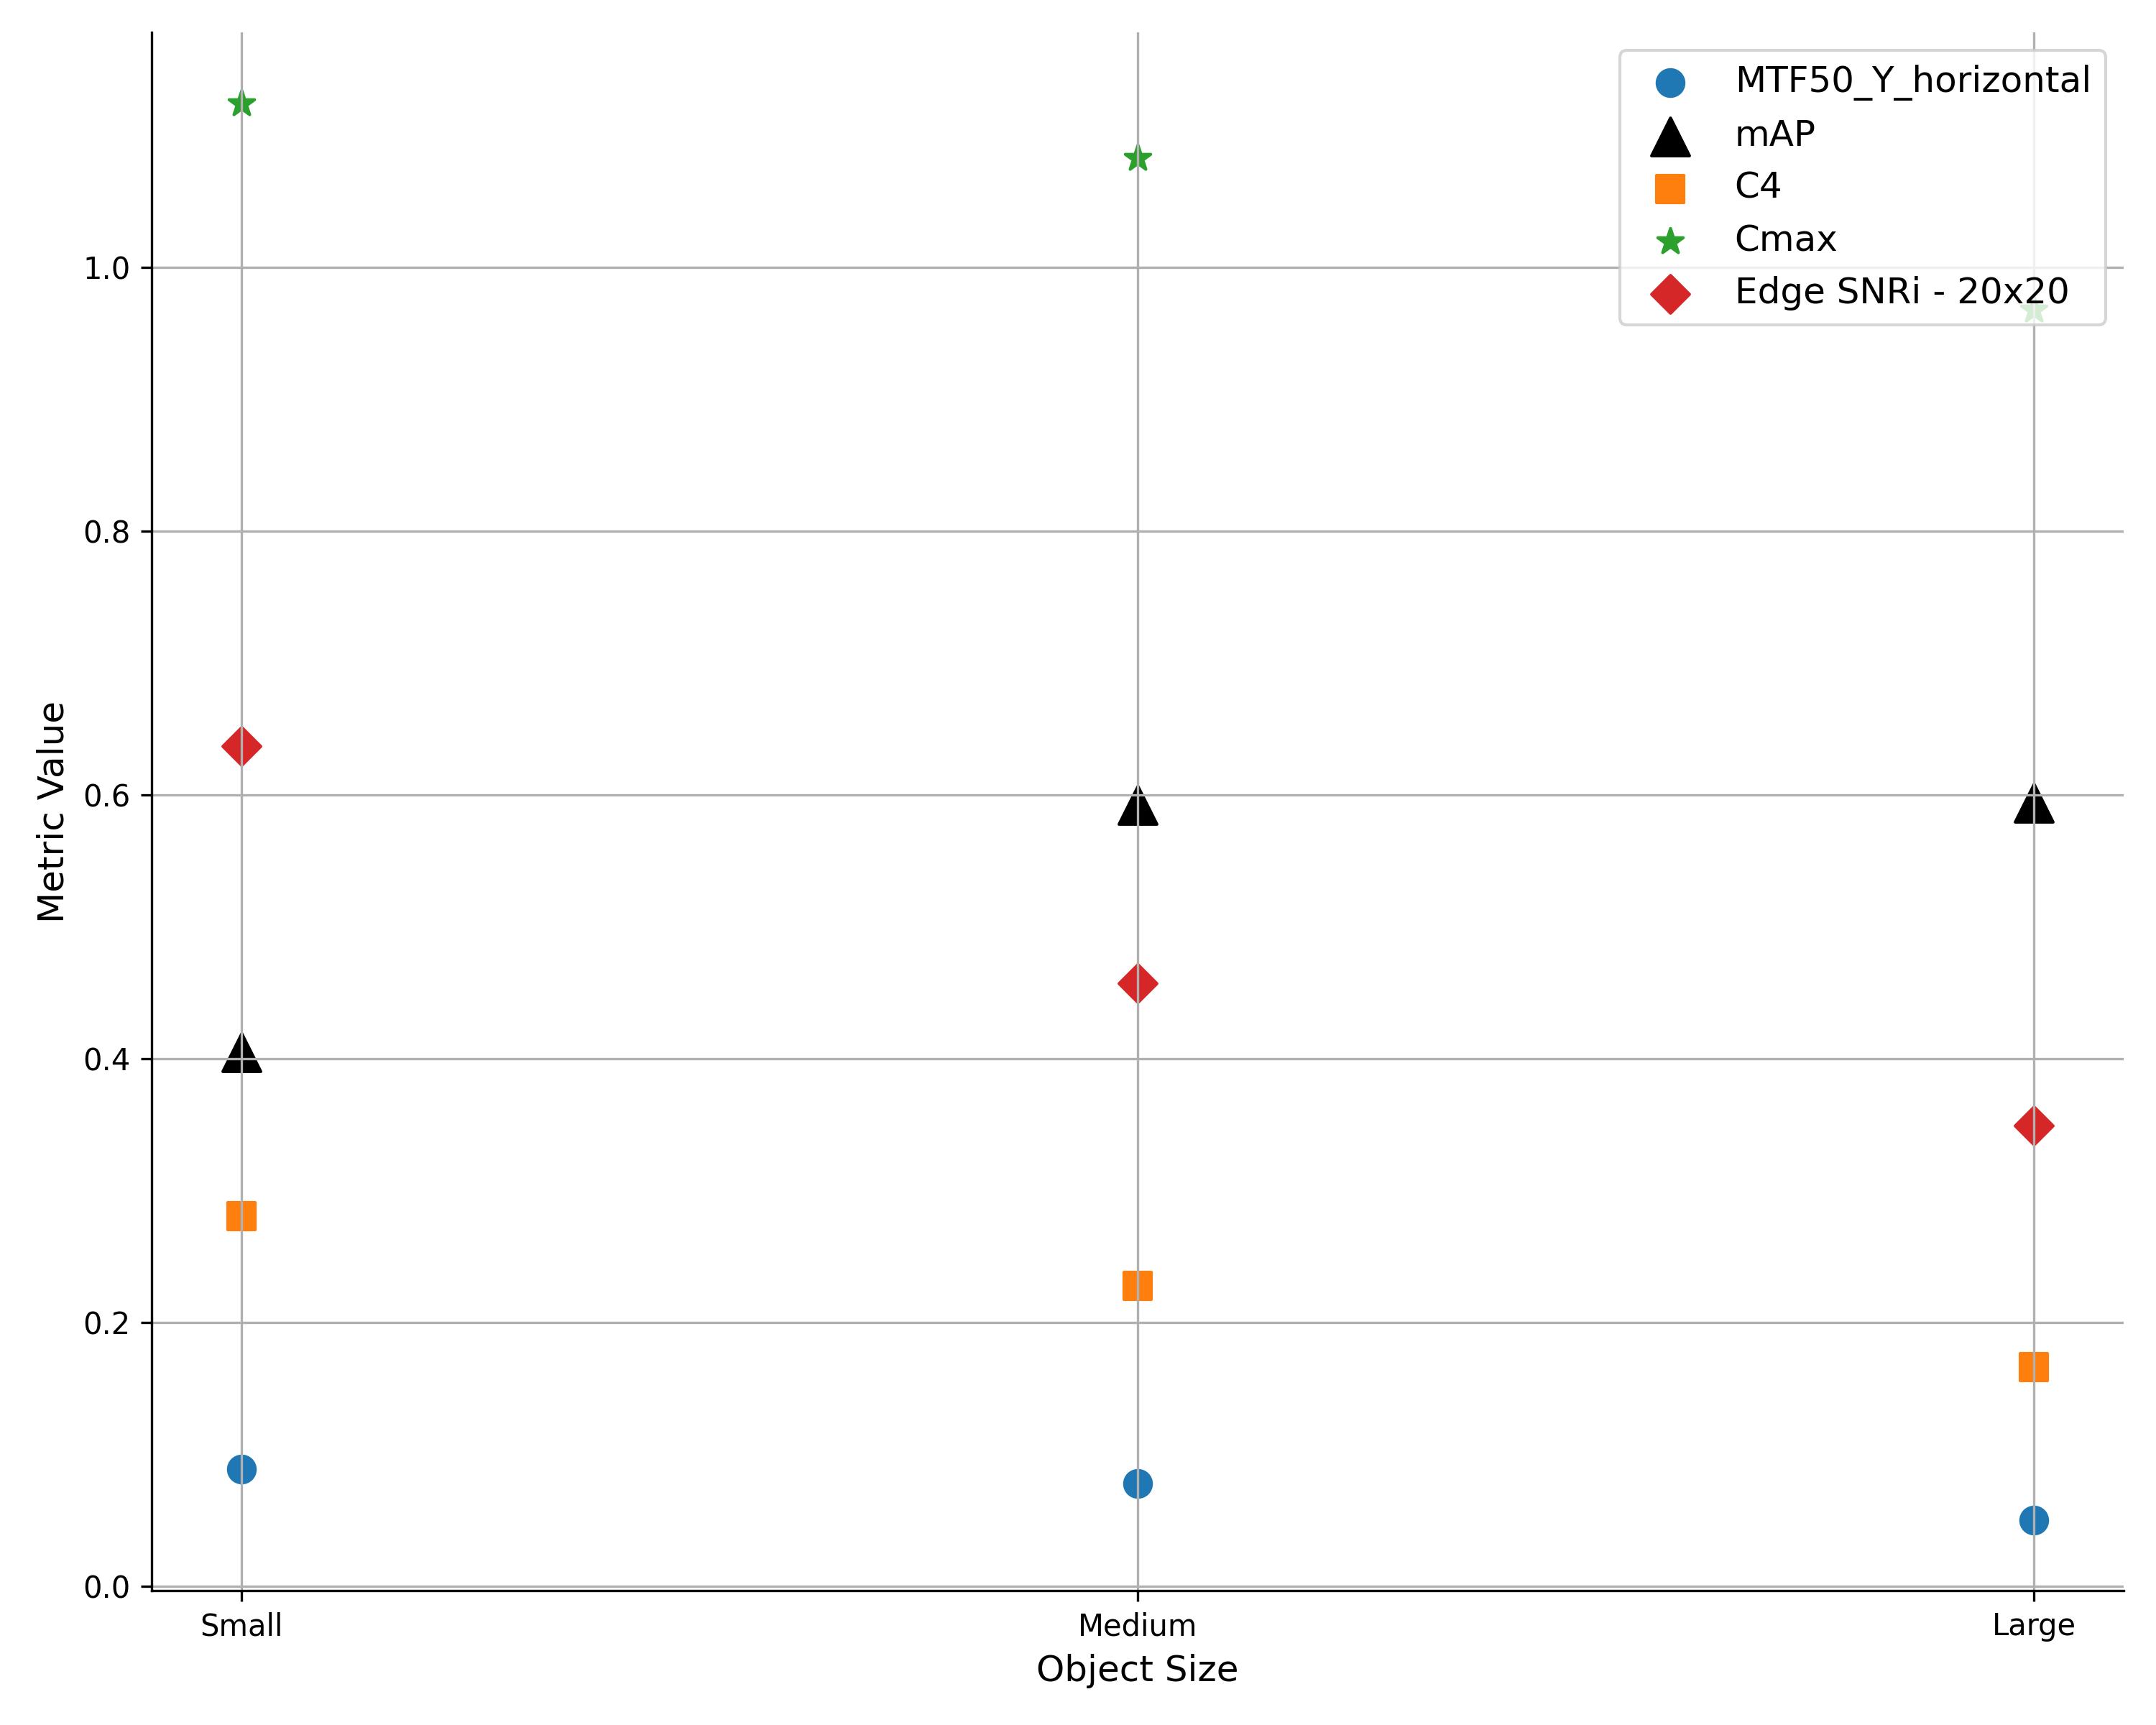 MTF50_Y_horizontal
mAP
C4
Cmax
Edge SNRi - 20x20
1.0
0.8
0.6
0.4
0.2
0.0
Metric Value
Small Medium Large
Object Size